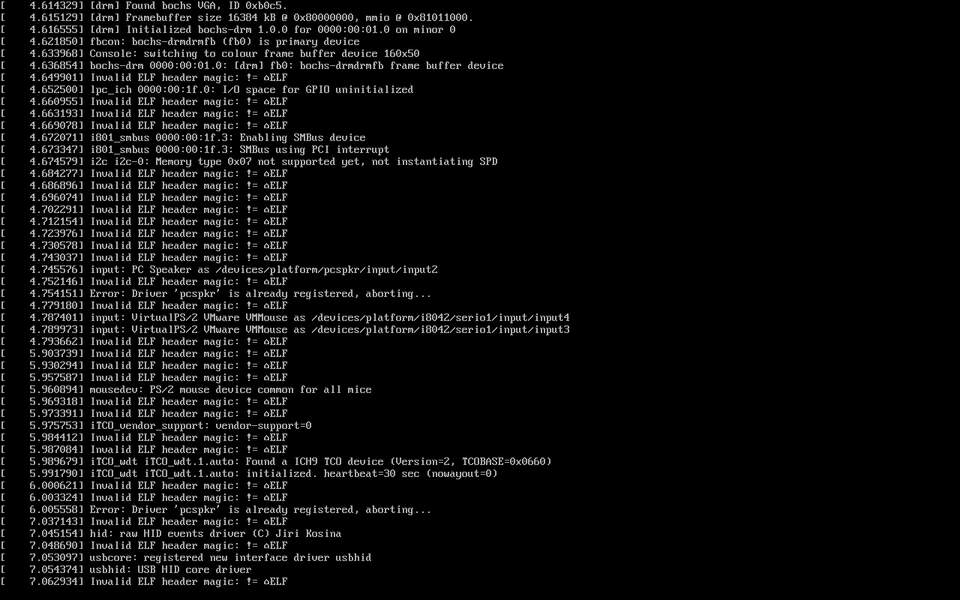 [    4.614329] [drm] Found bochs VGA, ID 0xb0c5.
[    4.615129] [drm] Framebuffer size 16384 kB @ 0x80000000, mmio @ 0x81011000.
[    4.616555] [drm] Initialized bochs-drm 1.0.0 for 0000:00:01.0 on minor 0
[    4.621850] fbcon: bochs-drmdrmfb (fb0) is primary device
[    4.633968] Console: switching to colour frame buffer device 160x50
[    4.636854] bochs-drm 0000:00:01.0: [drm] fb0: bochs-drmdrmfb frame buffer device
[    4.649901] Invalid ELF header magic: != ⌂ELF
[    4.652500] lpc_ich 0000:00:1f.0: I/O space for GPIO uninitialized
[    4.660955] Invalid ELF header magic: != ⌂ELF
[    4.663193] Invalid ELF header magic: != ⌂ELF
[    4.669078] Invalid ELF header magic: != ⌂ELF
[    4.672071] i801_smbus 0000:00:1f.3: Enabling SMBus device
[    4.673347] i801_smbus 0000:00:1f.3: SMBus using PCI interrupt
[    4.674579] i2c i2c-0: Memory type 0x07 not supported yet, not instantiating SPD
[    4.684277] Invalid ELF header magic: != ⌂ELF
[    4.686896] Invalid ELF header magic: != ⌂ELF
[    4.696074] Invalid ELF header magic: != ⌂ELF
[    4.702291] Invalid ELF header magic: != ⌂ELF
[    4.712154] Invalid ELF header magic: != ⌂ELF
[    4.723976] Invalid ELF header magic: != ⌂ELF
[    4.730578] Invalid ELF header magic: != ⌂ELF
[    4.743037] Invalid ELF header magic: != ⌂ELF
[    4.745576] input: PC Speaker as /devices/platform/pcspkr/input/input2
[    4.752146] Invalid ELF header magic: != ⌂ELF
[    4.754151] Error: Driver 'pcspkr' is already registered, aborting...
[    4.779180] Invalid ELF header magic: != ⌂ELF
[    4.787401] input: VirtualPS/2 VMware VMMouse as /devices/platform/i8042/serio1/input/input4
[    4.789973] input: VirtualPS/2 VMware VMMouse as /devices/platform/i8042/serio1/input/input3
[    4.793662] Invalid ELF header magic: != ⌂ELF
[    5.903739] Invalid ELF header magic: != ⌂ELF
[    5.930294] Invalid ELF header magic: != ⌂ELF
[    5.957587] Invalid ELF header magic: != ⌂ELF
[    5.960894] mousedev: PS/2 mouse device common for all mice
[    5.969318] Invalid ELF header magic: != ⌂ELF
[    5.973391] Invalid ELF header magic: != ⌂ELF
[    5.975753] iTCO_vendor_support: vendor-support=0
[    5.984412] Invalid ELF header magic: != ⌂ELF
[    5.987084] Invalid ELF header magic: != ⌂ELF
[    5.989679] iTCO_wdt iTCO_wdt.1.auto: Found a ICH9 TCO device (Version=2, TCOBASE=0x0660)
[    5.991790] iTCO_wdt iTCO_wdt.1.auto: initialized. heartbeat=30 sec (nowayout=0)
[    6.000621] Invalid ELF header magic: != ⌂ELF
[    6.003324] Invalid ELF header magic: != ⌂ELF
[    6.005558] Error: Driver 'pcspkr' is already registered, aborting...
[    7.037143] Invalid ELF header magic: != ⌂ELF
[    7.045154] hid: raw HID events driver (C) Jiri Kosina
[    7.048690] Invalid ELF header magic: != ⌂ELF
[    7.053097] usbcore: registered new interface driver usbhid
[    7.054374] usbhid: USB HID core driver
[    7.062934] Invalid ELF header magic: != ⌂ELF